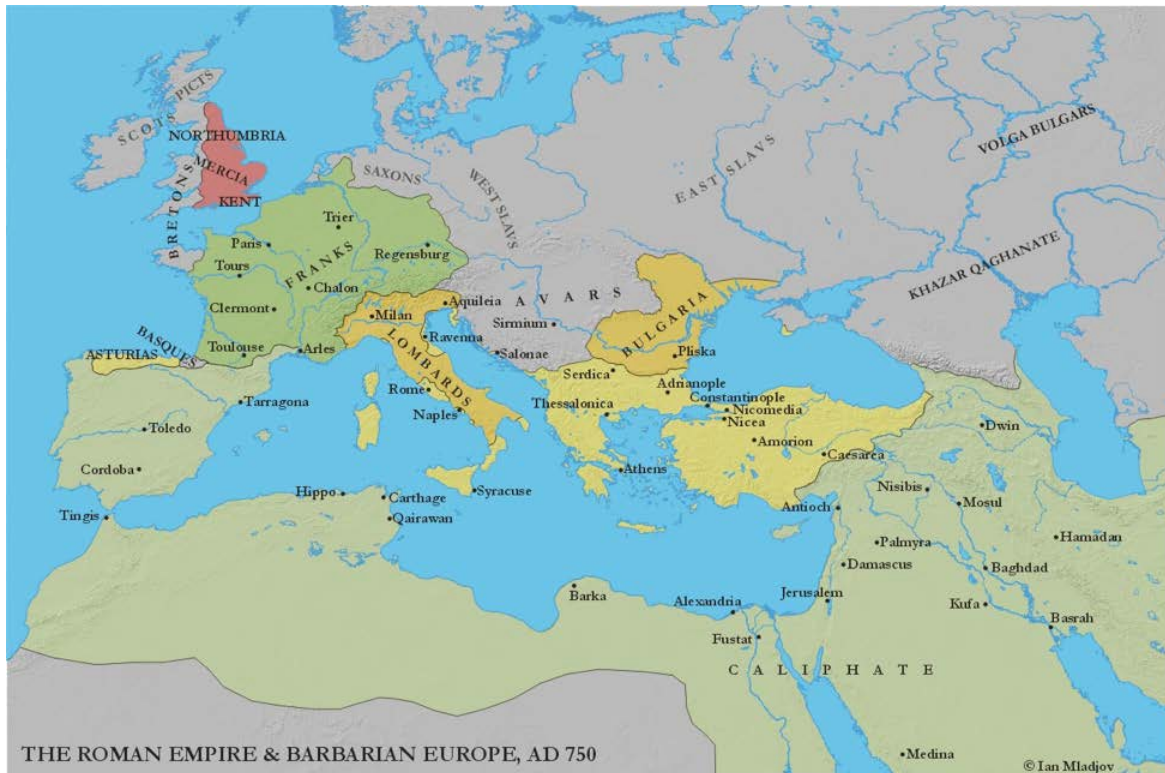 SCOTS
PICTS
NORTHUMBRIA
MERCIA
KENT
BRETONS
SAXONS
WEST SLAVS
EAST SLAVS
VOLGA BULGARS
KHAZAR QAGHANATE
Trier
Paris
FRANKS
Regensburg
Tours
Chalon
Clermont
AVARS
Aquileia
Milan
Sirmium
BULGARIA
BASQUES
Ravenna
LOMBARDS
ASTURIAS
Toulouse
Arles
Salonae
Pliska
Serdica
Rome
Adrianople
Constantinople
Tarragona
Naples
Thessalonica
Nicomedia
Nicea
Toledo
Amorion
Dwin
Caesarea
Cordoba
Athens
Hippo
Carthage
Syracuse
Nisibis
Mosul
Tingis
Qairawan
Antioch
Hamadan
Palmyra
Damascus
Baghdad
Barka
Alexandria
Jerusalem
Kufa
Basrah
Fustat
CALIPHATE
THE ROMAN EMPIRE & BARBARIAN EUROPE, AD 750
Medina
© Ian Mladjov